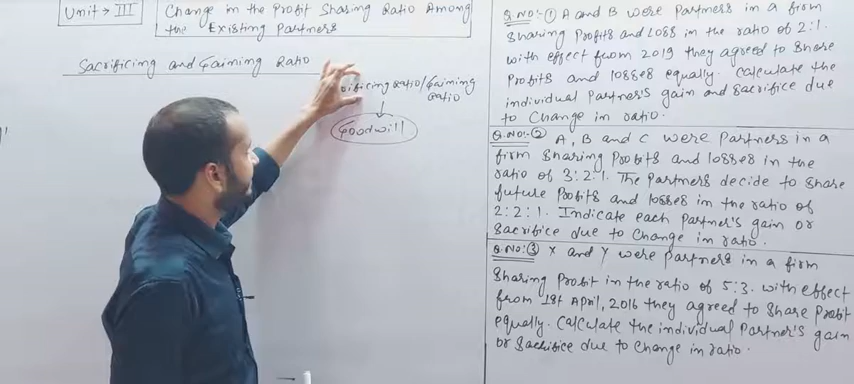 Unit → III
Change in the Profit Sharing Ratio Among
the Existing Partners
Sacrificing and Gaining Ratio
Ratio/Gaining
Ratio
Goodwill
Q.No:- ① A and B were Partners in a firm
Sharing Profits and Loss in the ratio of 2:1.
with effect from 2019 they agreed to share
Profits and losses equally. Calculate the
individual Partner's gain and sacrifice due
to Change in ratio.
Q.No:- ② A, B and C were Partners in a
firm Sharing Profits and losses in the
ratio of 3:2:1. The Partners decide to share
future Profits and losses in the ratio of
2:2:1. Indicate each Partner's gain or
Sacrifice due to Change in ratio.
Q.No:- ③ X and Y were Partners in a firm
Sharing Profit in the ratio of 5:3. with effect
from 1st April, 2016 they agreed to Share Profit
equally. Calculate the individual Partner's gain
or Sacrifice due to Change in ratio.